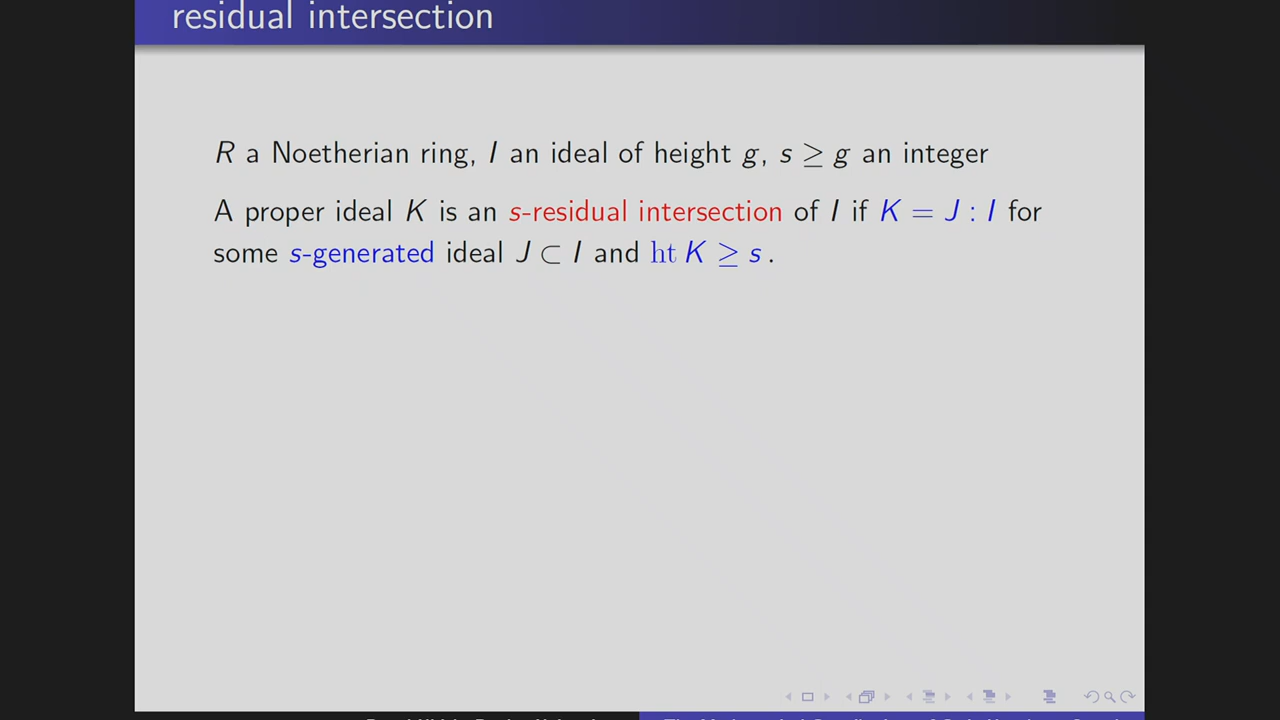 residual intersection
R a Noetherian ring, I an ideal of height g, s ≥ g an integer
A proper ideal K is an s-residual intersection of I if K = J : I for
some s-generated ideal J ⊂ I and ht K ≥ s .